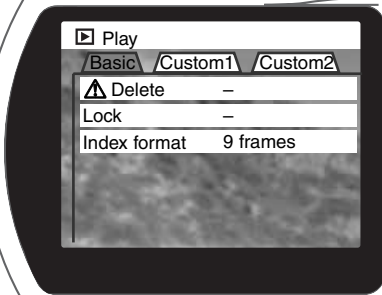 Play
Basic Custom1 Custom2
Delete –
Lock –
Index format 9 frames